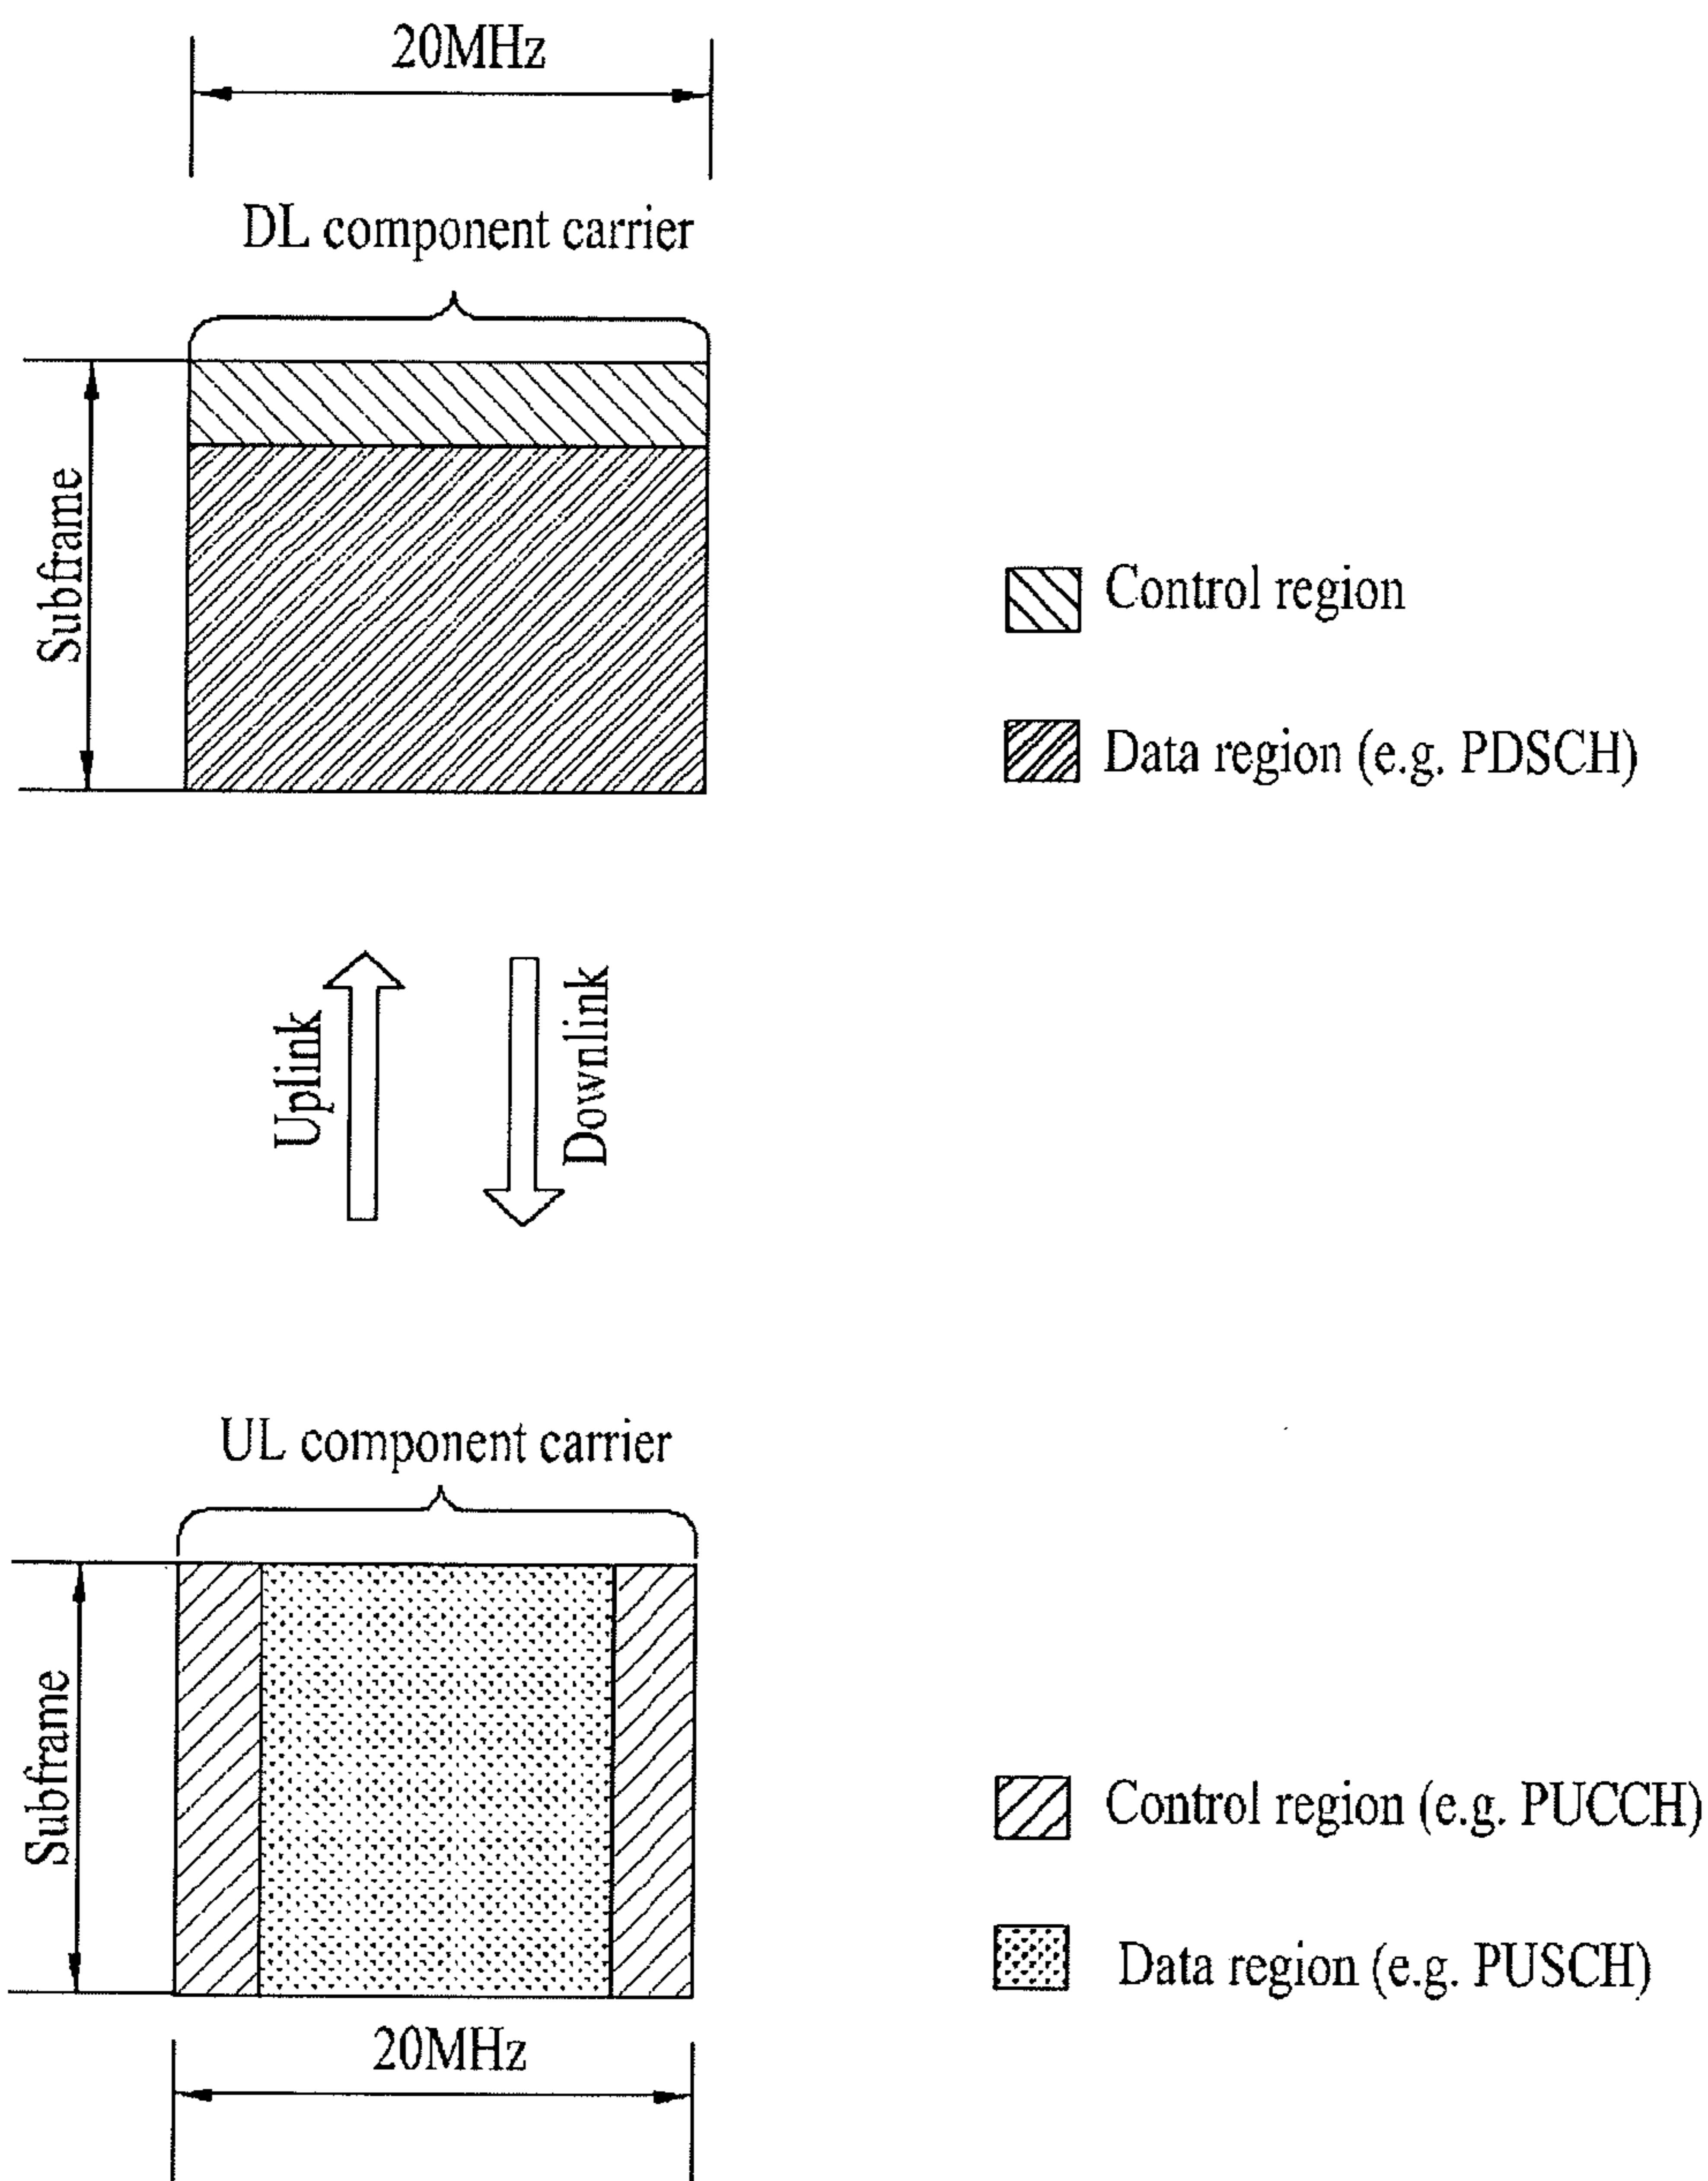 20MHz
DL component carrier
Subframe
Control region
Data region (e.g. PDSCH)
Uplink
Downlink
UL component carrier
Subframe
Control region (e.g. PUCCH)
Data region (e.g. PUSCH)
20MHz